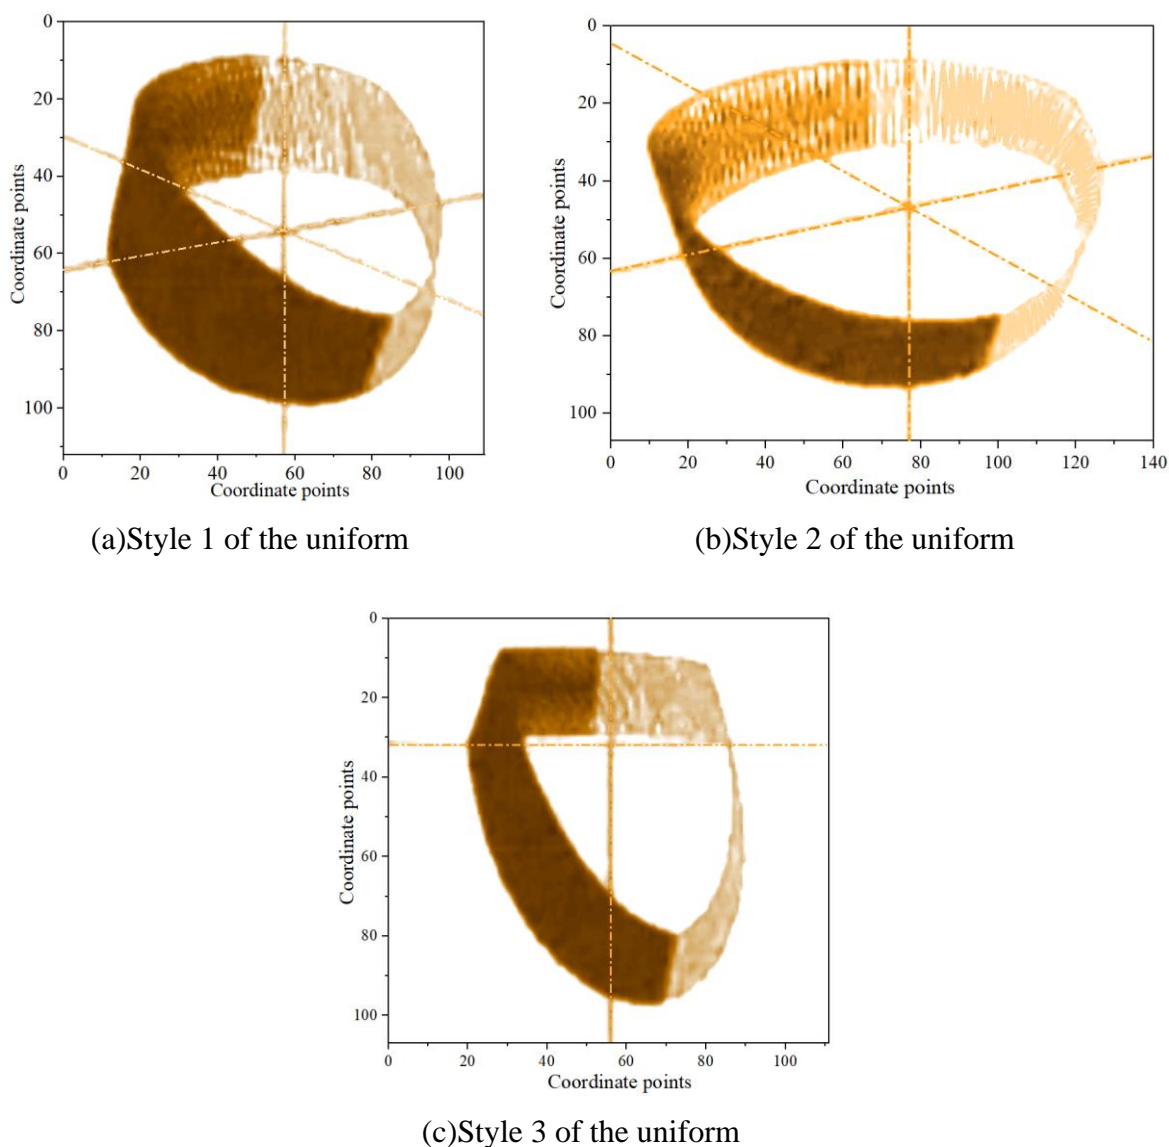 0
20
40
60
80
100
Coordinate points
0 20 40 60 80 100
Coordinate points
(a)Style 1 of the uniform
0
20
40
60
80
100
Coordinate points
0 20 40 60 80 100 120 140
Coordinate points
(b)Style 2 of the uniform
0
20
40
60
80
100
Coordinate points
0 20 40 60 80 100
Coordinate points
(c)Style 3 of the uniform